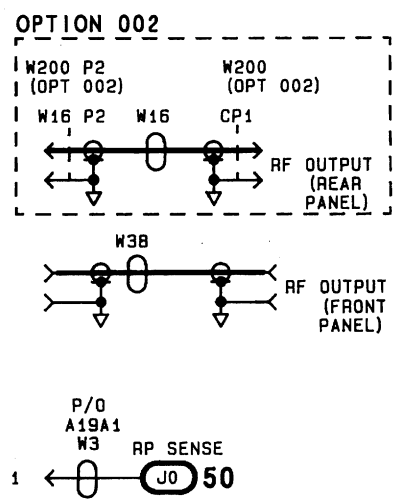 OPTION 002
W200 P2
(OPT 002)
W200
(OPT 002)
W16 P2
W16
CP1
RF OUTPUT
(REAR
PANEL)
W38
RF OUTPUT
(FRONT
PANEL)
P/O
A19A1
W3
RP SENSE
1
J0
50